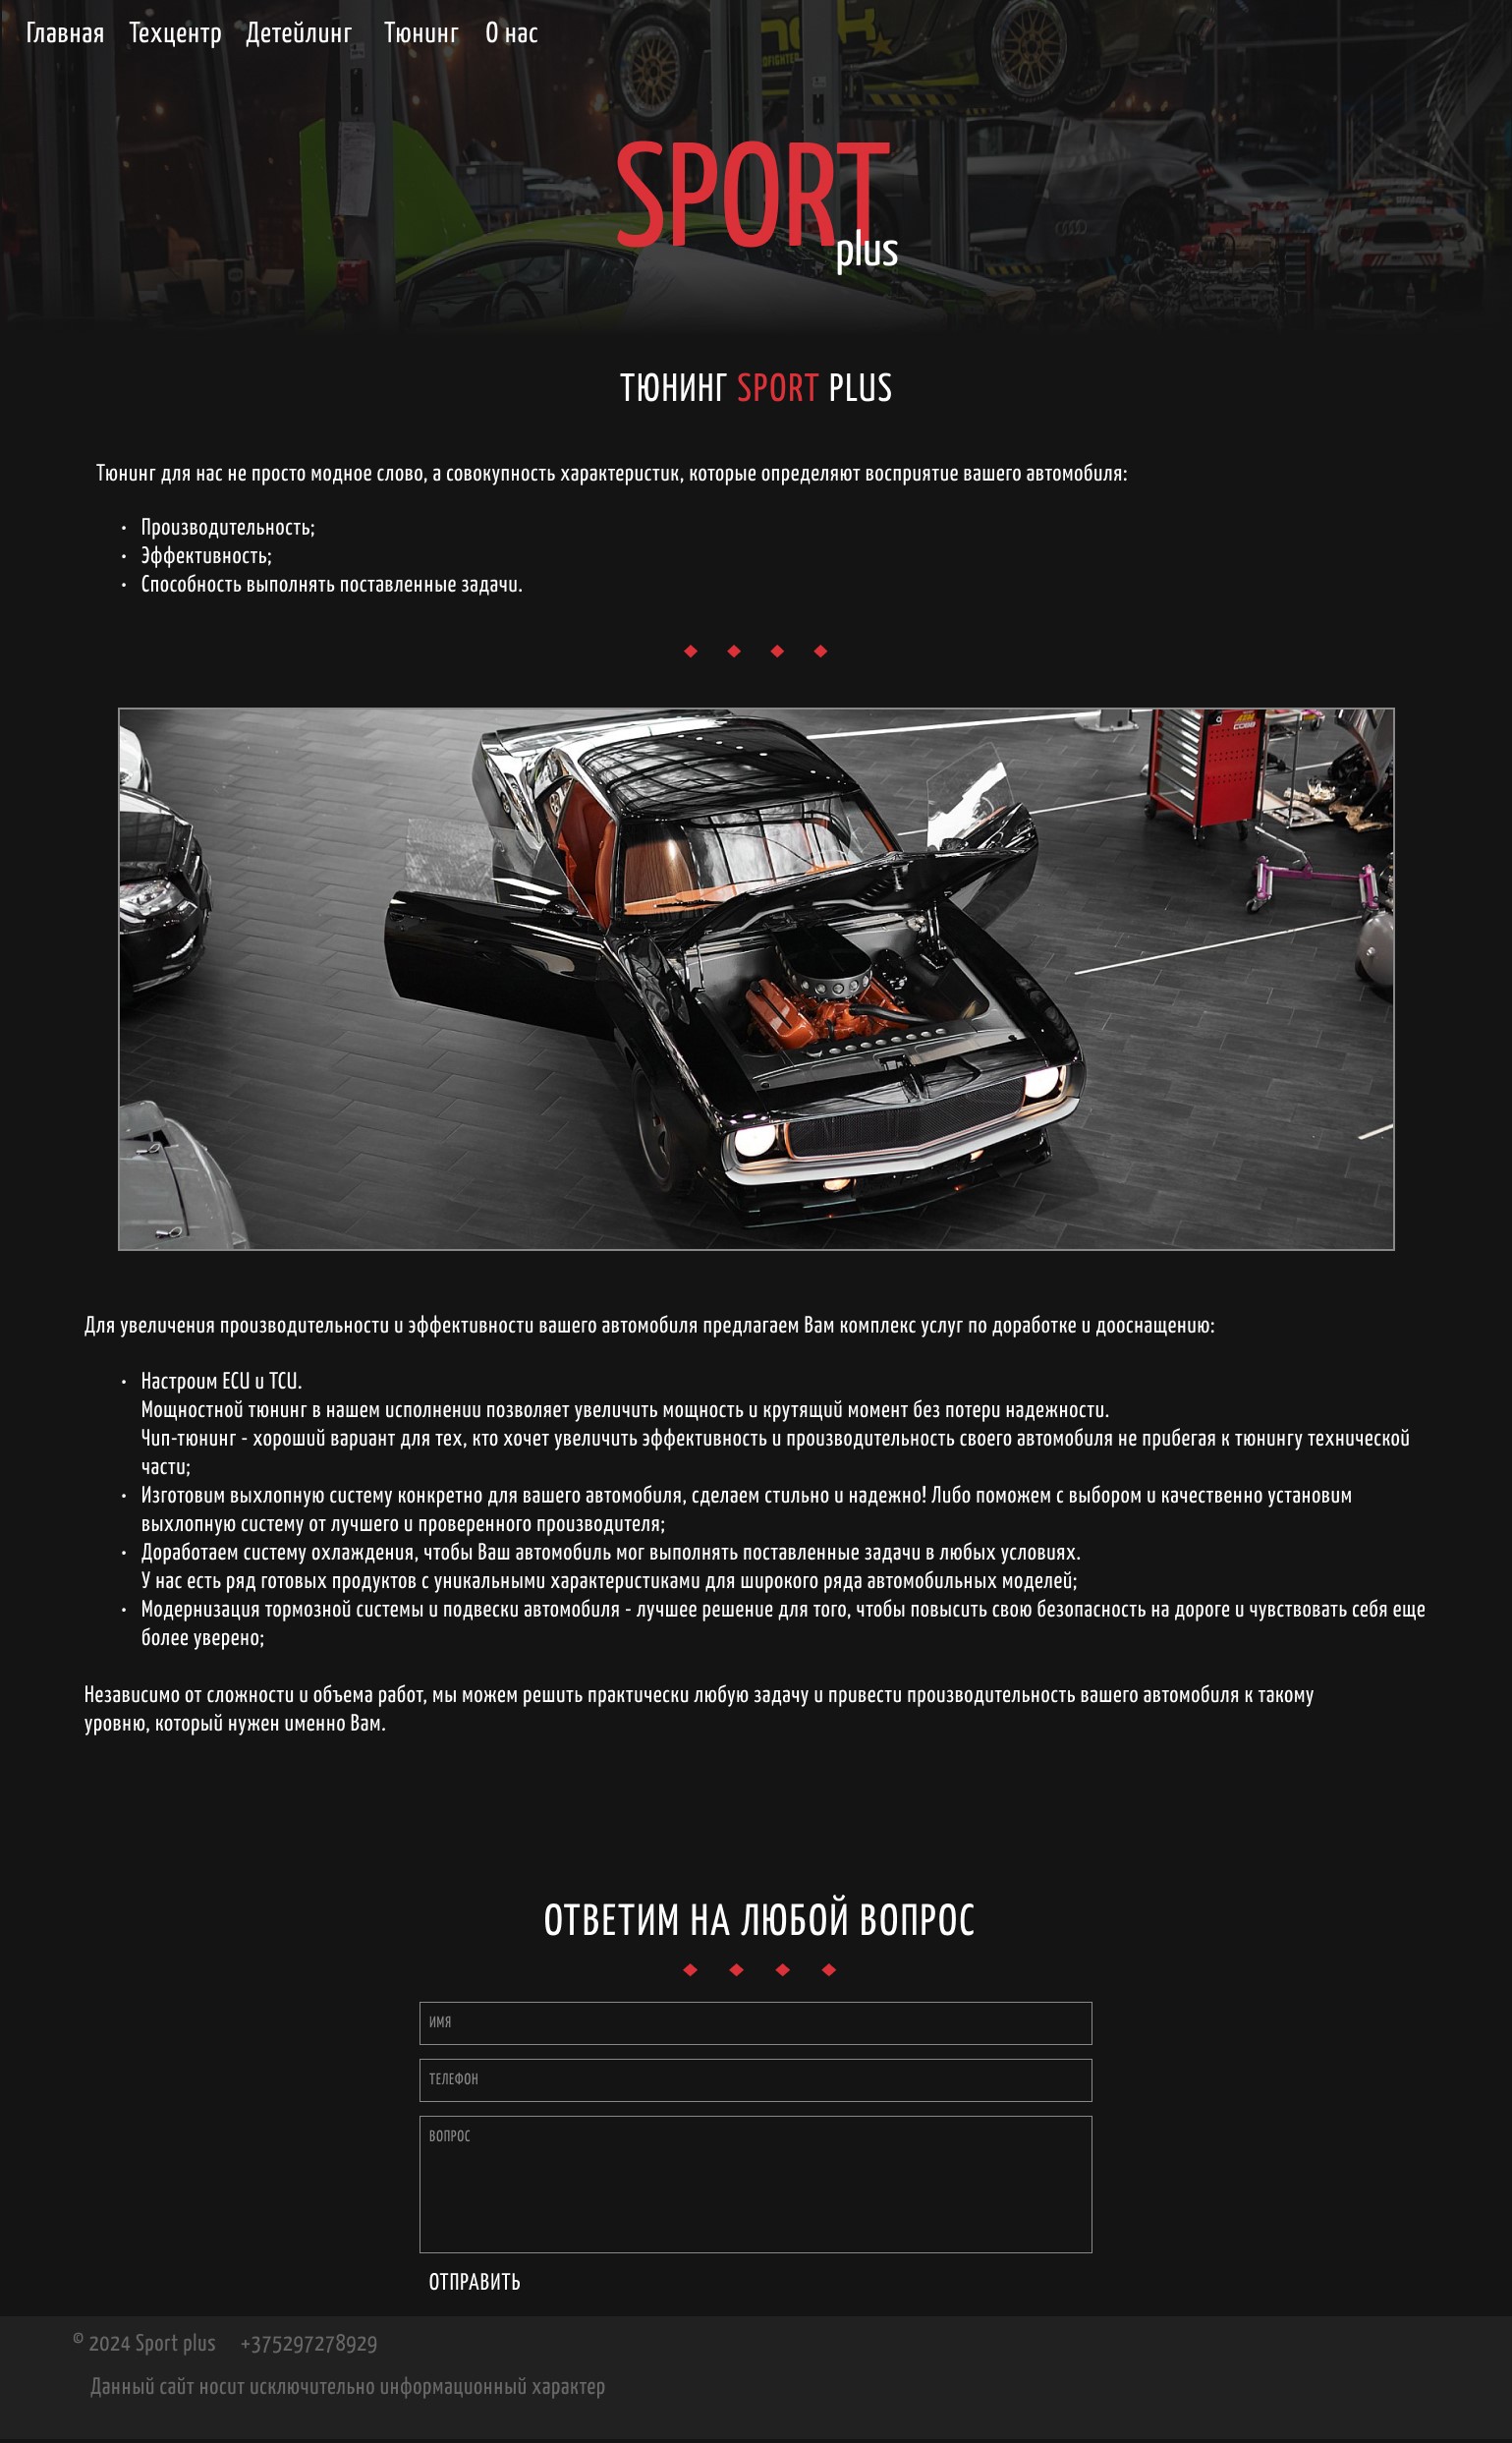 Главная Техцентр Детейлинг Тюнинг О нас
SPORT
plus
ТЮНИНГ SPORT PLUS
Тюнинг для нас не просто модное слово, а совокупность характеристик, которые определяют восприятие вашего автомобиля:
• Производительность;
• Эффективность;
• Способность выполнять поставленные задачи.
Для увеличения производительности и эффективности вашего автомобиля предлагаем Вам комплекс услуг по доработке и дооснащению:
• Настроим ECU и TCU.
Мощностной тюнинг в нашем исполнении позволяет увеличить мощность и крутящий момент без потери надежности.
Чип-тюнинг - хороший вариант для тех, кто хочет увеличить эффективность и производительность своего автомобиля не прибегая к тюнингу технической
части;
• Изготовим выхлопную систему конкретно для вашего автомобиля, сделаем стильно и надежно! Либо поможем с выбором и качественно установим
выхлопную систему от лучшего и проверенного производителя;
• Доработаем систему охлаждения, чтобы Ваш автомобиль мог выполнять поставленные задачи в любых условиях.
У нас есть ряд готовых продуктов с уникальными характеристиками для широкого ряда автомобильных моделей;
• Модернизация тормозной системы и подвески автомобиля - лучшее решение для того, чтобы повысить свою безопасность на дороге и чувствовать себя еще
более уверено;
Независимо от сложности и объема работ, мы можем решить практически любую задачу и привести производительность вашего автомобиля к такому
уровню, который нужен именно Вам.
ОТВЕТИМ НА ЛЮБОЙ ВОПРОС
ИМЯ
ТЕЛЕФОН
ВОПРОС
ОТПРАВИТЬ
© 2024 Sport plus +375297278929
Данный сайт носит исключительно информационный характер